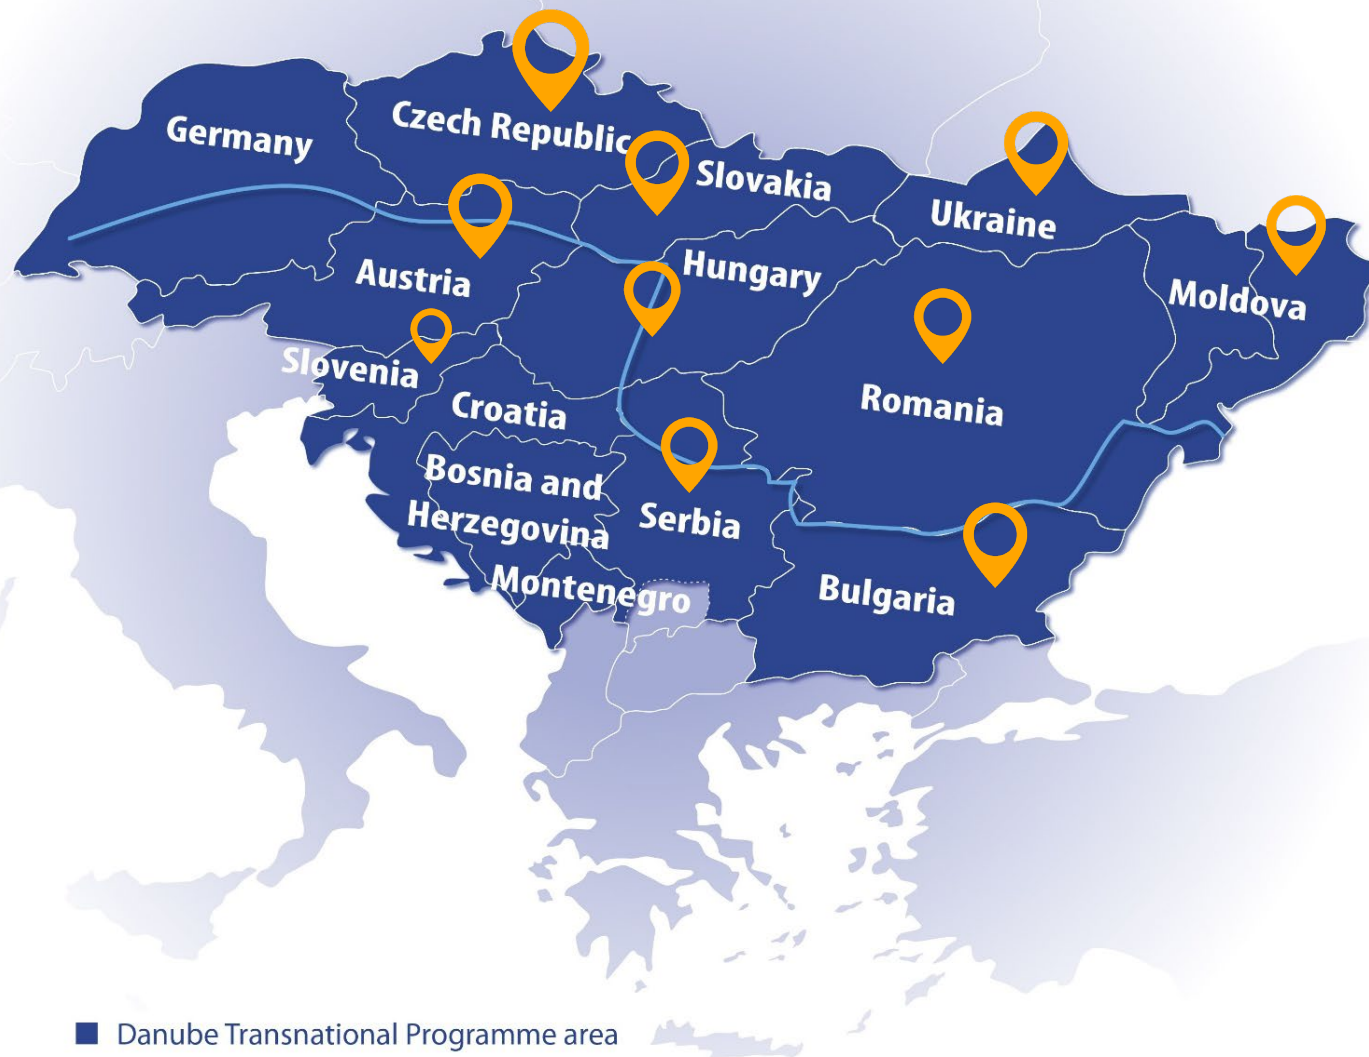 Germany
Czech Republic
Slovakia
Ukraine
Austria
Hungary
Moldova
Slovenia
Croatia
Romania
Bosnia and
Herzegovina
Serbia
Montenegro
Bulgaria
Danube Transnational Programme area